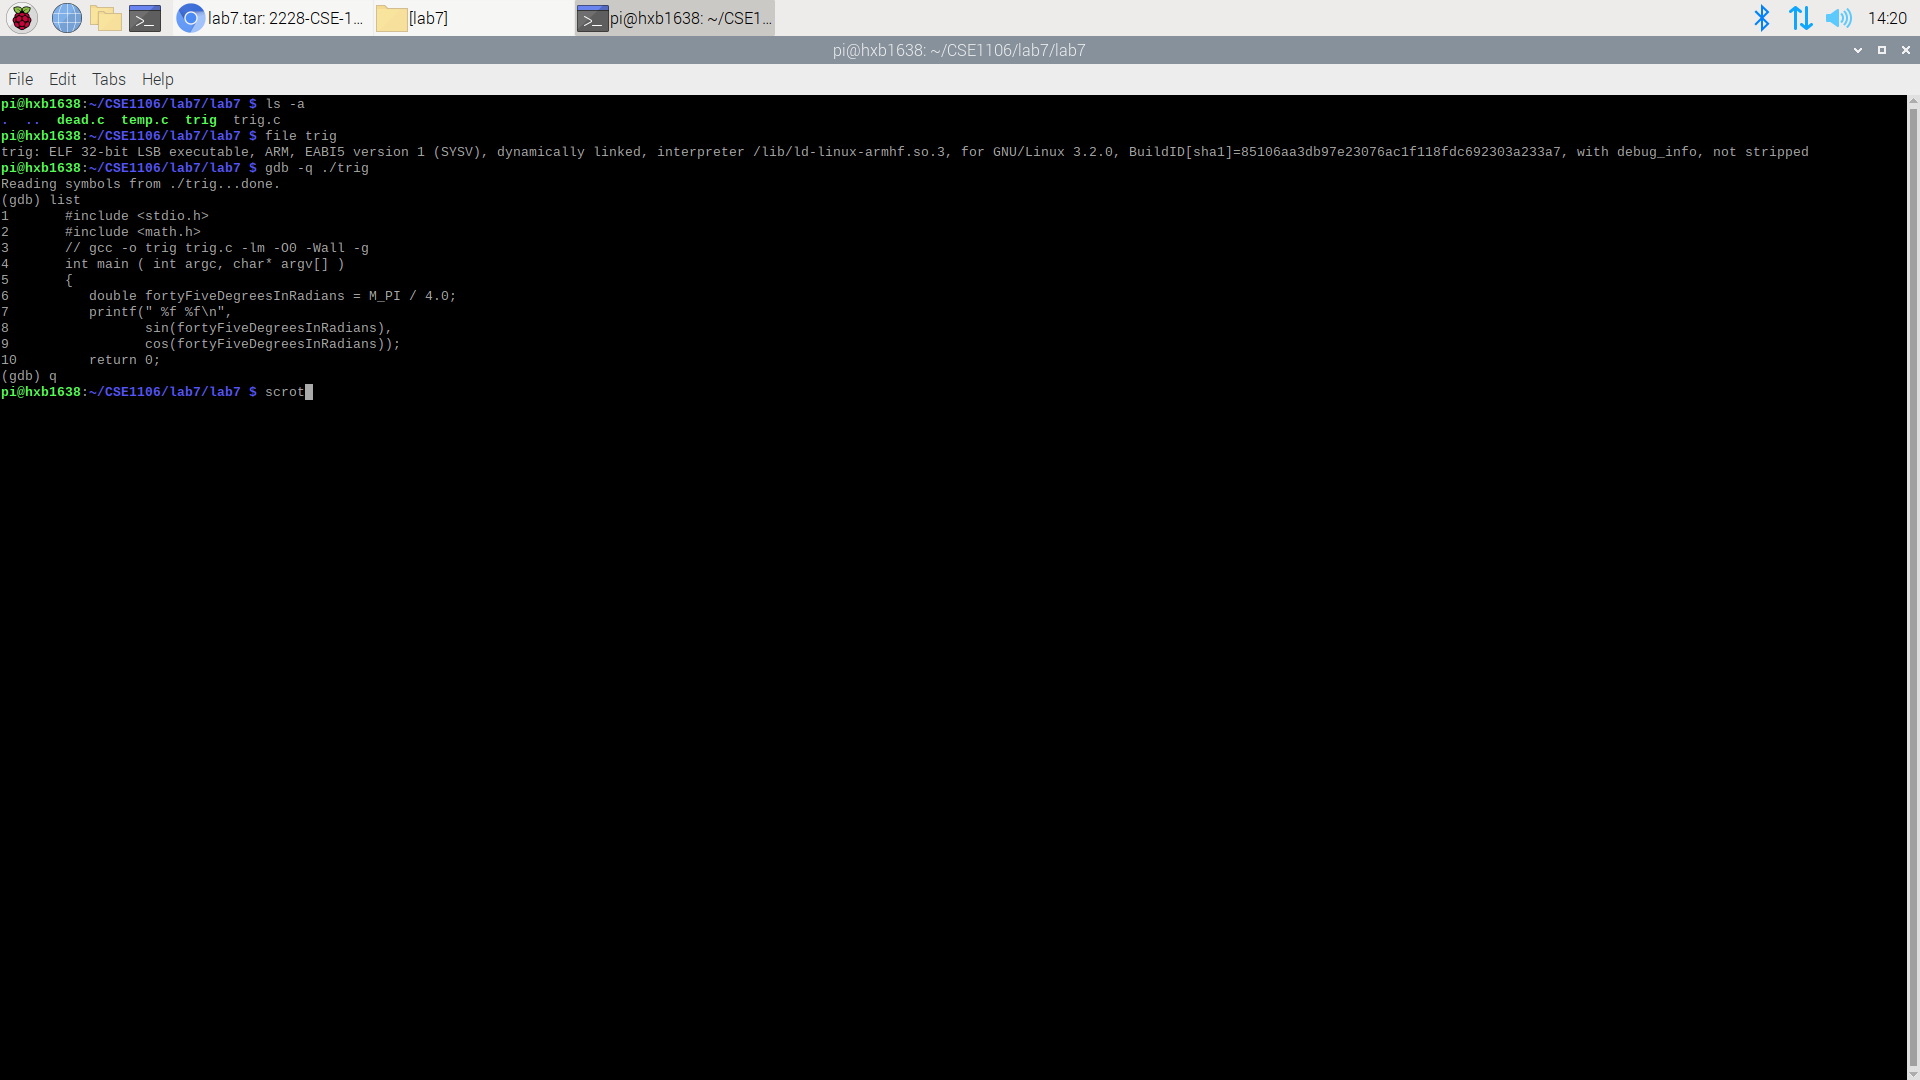 lab7.tar: 2228-CSE-1... [lab7] pi@hxb1638: ~/CSE1... 14:20
pi@hxb1638: ~/CSE1106/lab7/lab7
File Edit Tabs Help
pi@hxb1638:~/CSE1106/lab7/lab7 $ ls -a
.  ..  dead.c  temp.c  trig  trig.c
pi@hxb1638:~/CSE1106/lab7/lab7 $ file trig
trig: ELF 32-bit LSB executable, ARM, EABI5 version 1 (SYSV), dynamically linked, interpreter /lib/ld-linux-armhf.so.3, for GNU/Linux 3.2.0, BuildID[sha1]=85106aa3db97e23076ac1f118fdc692303a233a7, with debug_info, not stripped
pi@hxb1638:~/CSE1106/lab7/lab7 $ gdb -q ./trig
Reading symbols from ./trig...done.
(gdb) list
1       #include <stdio.h>
2       #include <math.h>
3       // gcc -o trig trig.c -lm -O0 -Wall -g
4       int main ( int argc, char* argv[] )
5       {
6          double fortyFiveDegreesInRadians = M_PI / 4.0;
7          printf(" %f %f\n",
8                 sin(fortyFiveDegreesInRadians),
9                 cos(fortyFiveDegreesInRadians));
10         return 0;
(gdb) q
pi@hxb1638:~/CSE1106/lab7/lab7 $ scrot